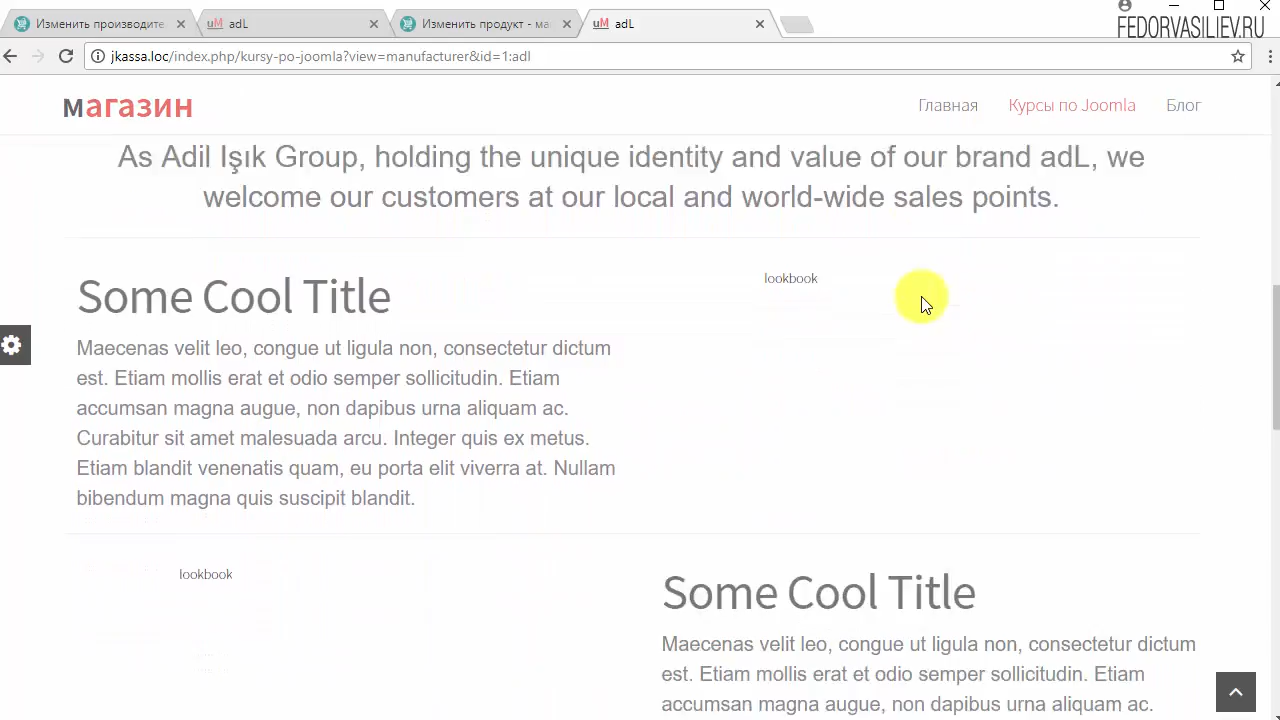 Изменить производите
adL
Изменить продукт - ма
adL
FEDORVASILIEV.RU
jkassa.loc/index.php/kursy-po-joomla?view=manufacturer&id=1:adl
магазин
Главная
Курсы по Joomla
Блог
As Adil Işık Group, holding the unique identity and value of our brand adL, we
welcome our customers at our local and world-wide sales points.
Some Cool Title
lookbook
Maecenas velit leo, congue ut ligula non, consectetur dictum
est. Etiam mollis erat et odio semper sollicitudin. Etiam
accumsan magna augue, non dapibus urna aliquam ac.
Curabitur sit amet malesuada arcu. Integer quis ex metus.
Etiam blandit venenatis quam, eu porta elit viverra at. Nullam
bibendum magna quis suscipit blandit.
lookbook
Some Cool Title
Maecenas velit leo, congue ut ligula non, consectetur dictum
est. Etiam mollis erat et odio semper sollicitudin. Etiam
accumsan magna augue, non dapibus urna aliquam ac.